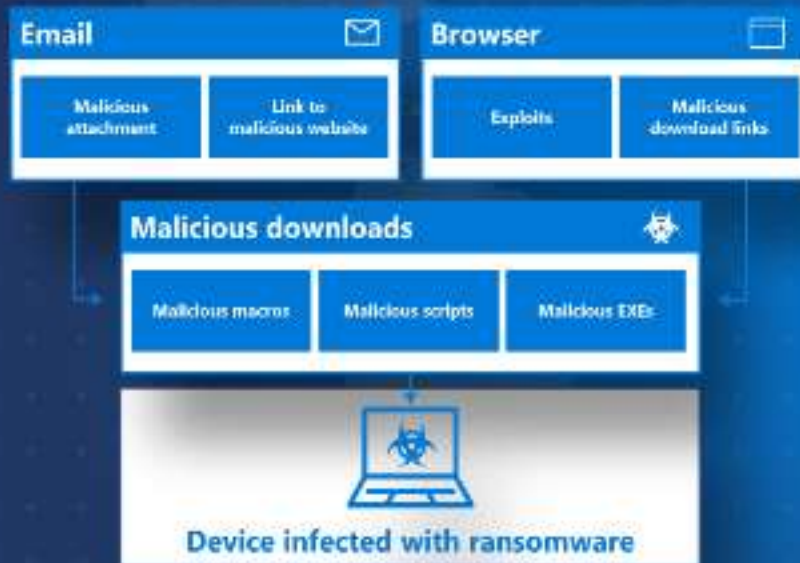 Email
Malicious
attachment
Link to
malicious website
Browser
Exploits
Malicious
download links
Malicious downloads
Malicious macros
Malicious scripts
Malicious EXEs
Device infected with ransomware